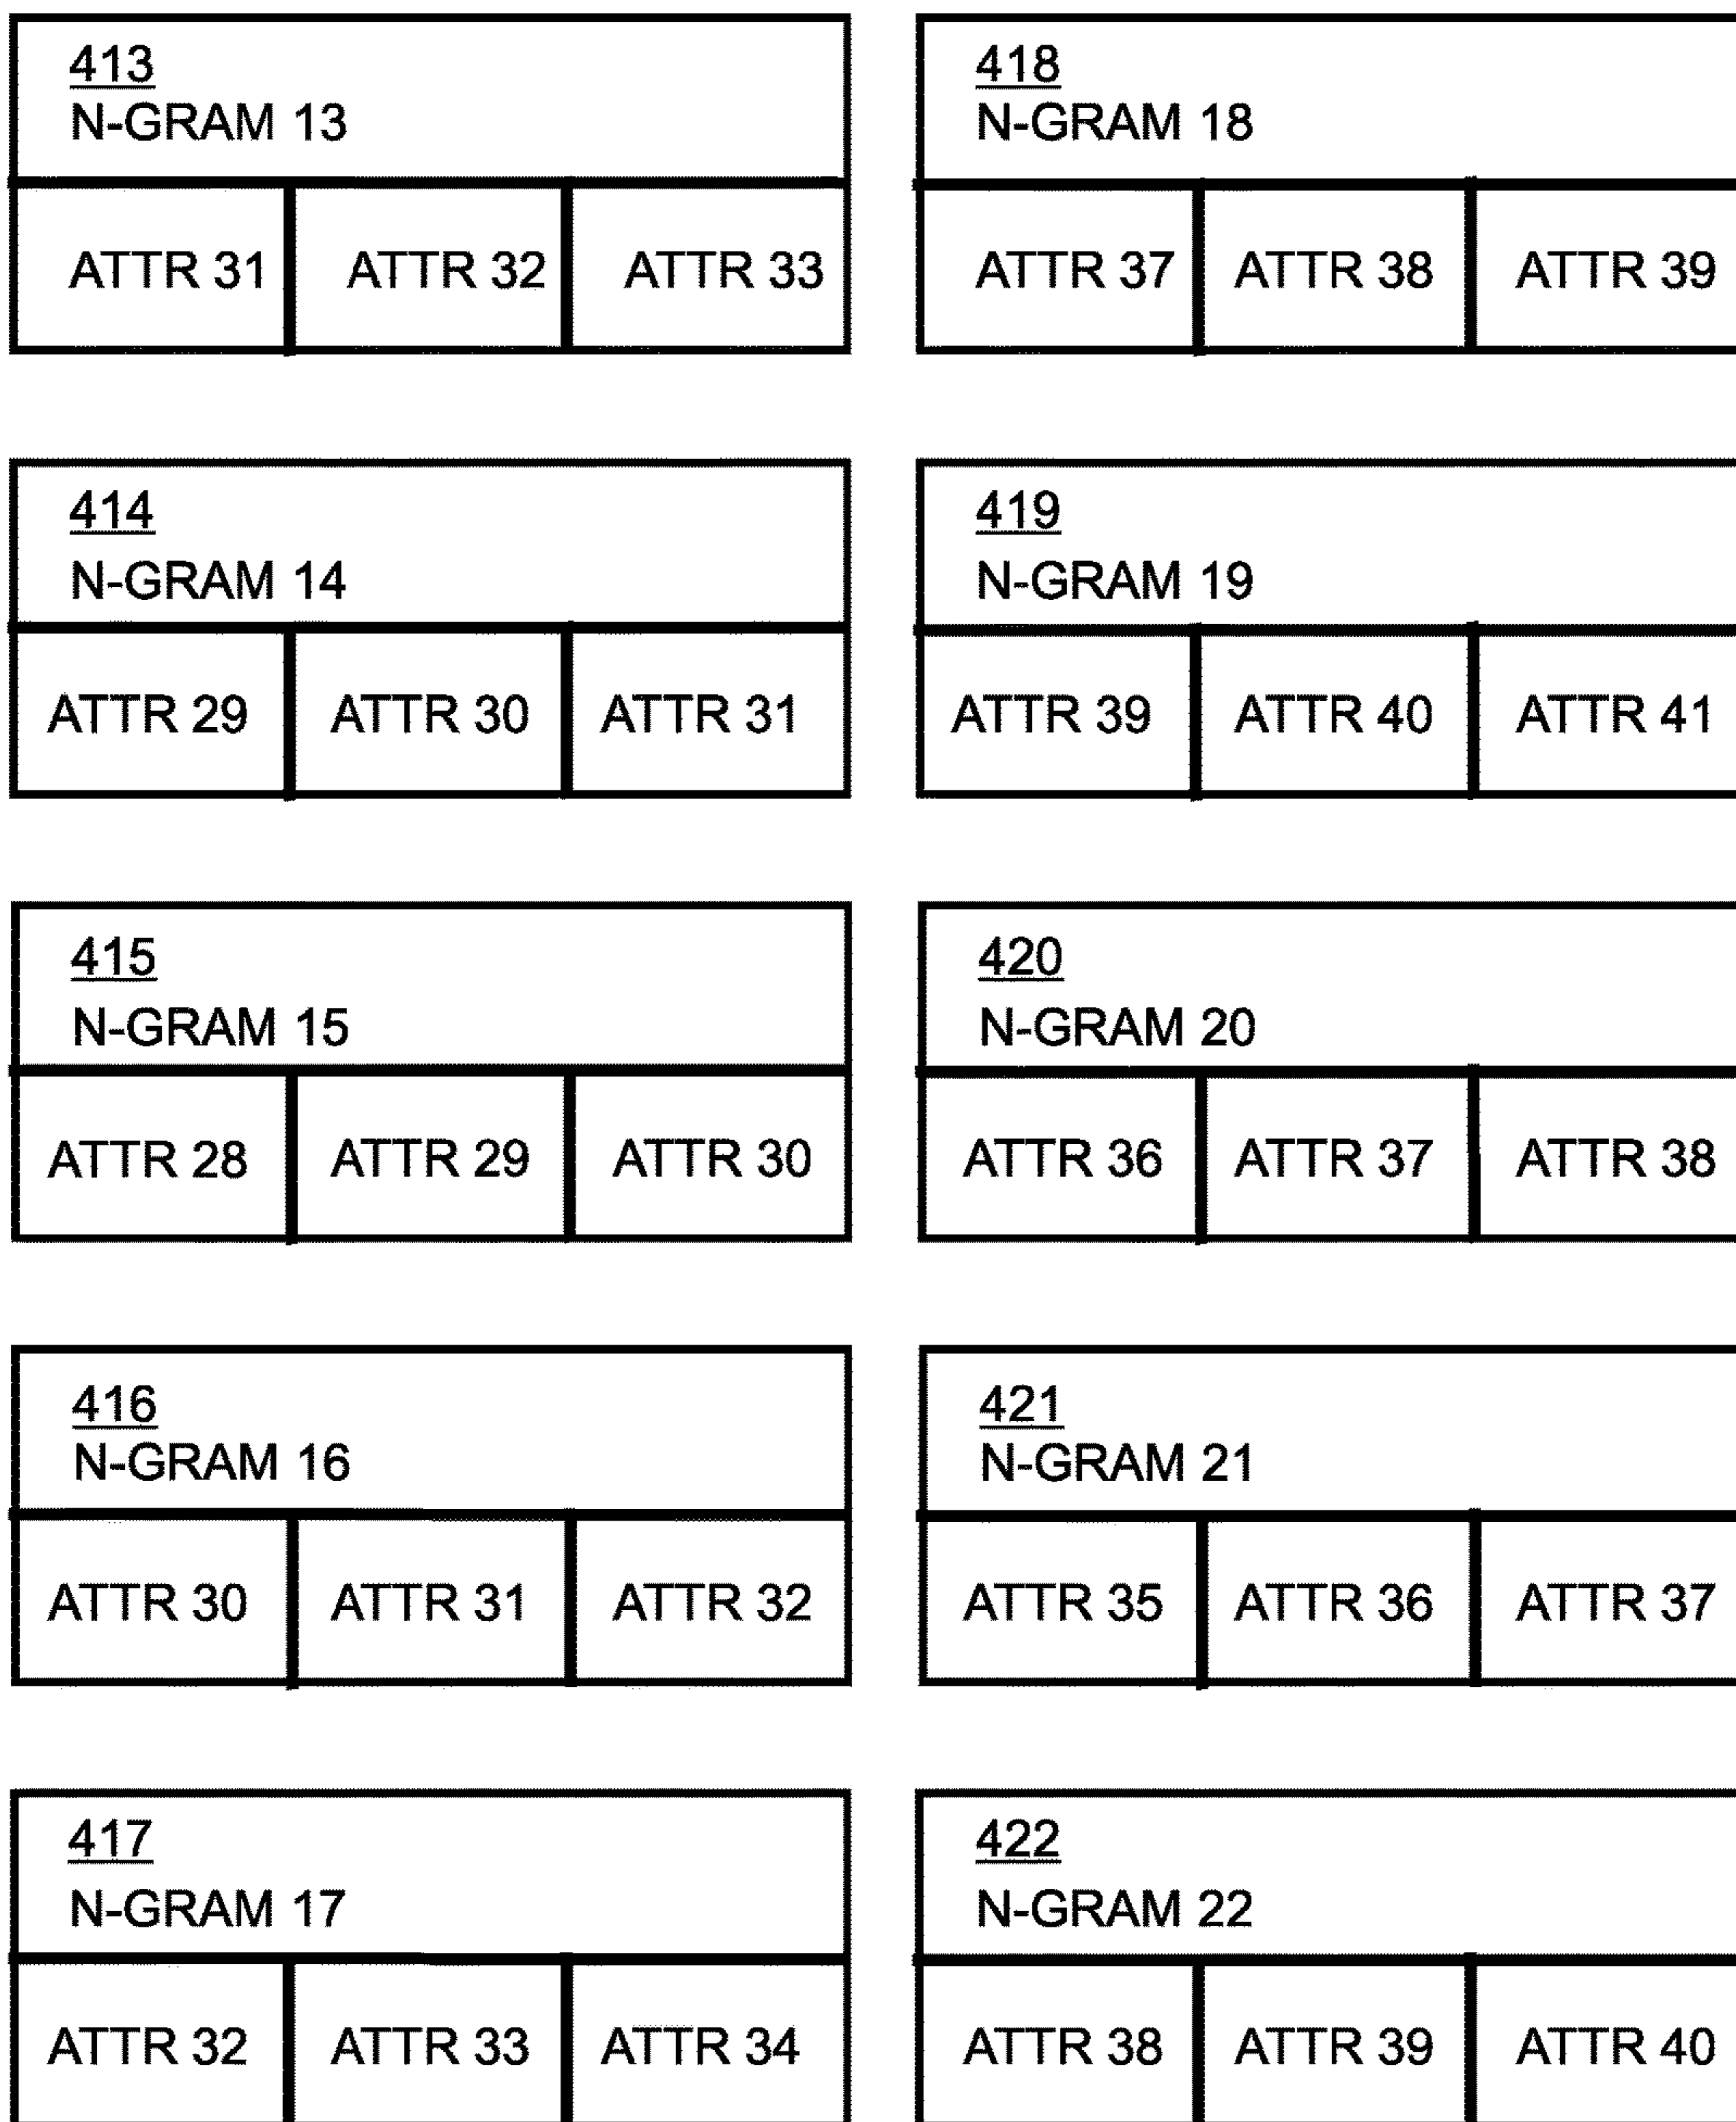 413
N-GRAM 13
ATTR 31 ATTR 32 ATTR 33
414
N-GRAM 14
ATTR 29 ATTR 30 ATTR 31
415
N-GRAM 15
ATTR 28 ATTR 29 ATTR 30
416
N-GRAM 16
ATTR 30 ATTR 31 ATTR 32
417
N-GRAM 17
ATTR 32 ATTR 33 ATTR 34
418
N-GRAM 18
ATTR 37 ATTR 38 ATTR 39
419
N-GRAM 19
ATTR 39 ATTR 40 ATTR 41
420
N-GRAM 20
ATTR 36 ATTR 37 ATTR 38
421
N-GRAM 21
ATTR 35 ATTR 36 ATTR 37
422
N-GRAM 22
ATTR 38 ATTR 39 ATTR 40